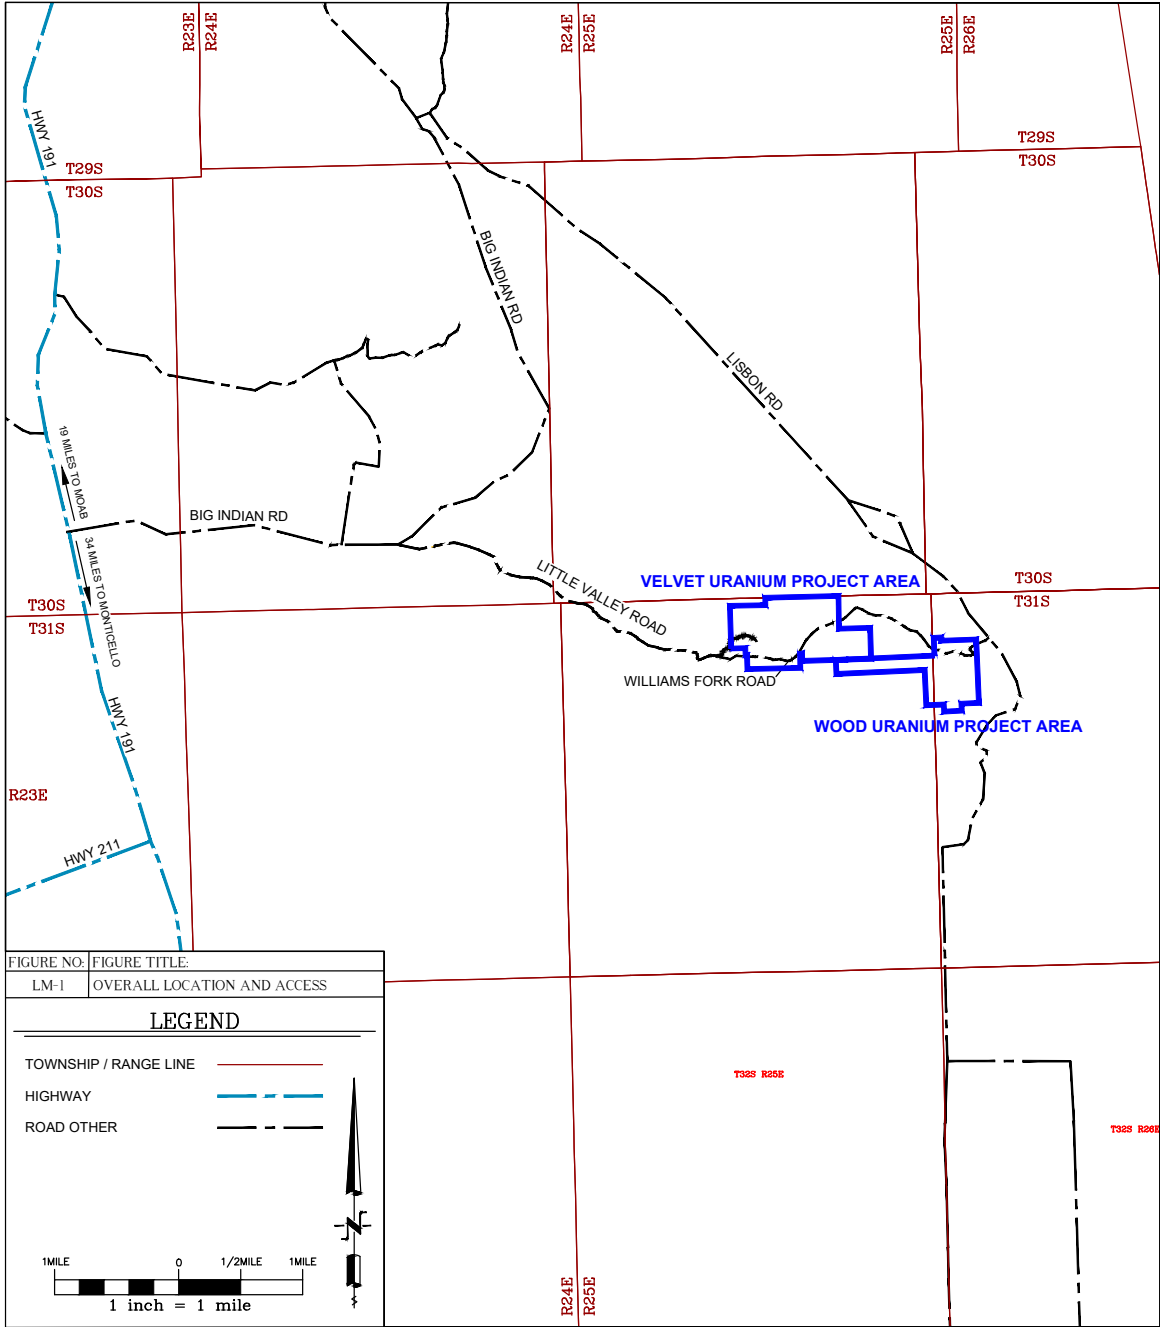 R23E
R24E
R24E
R25E
R25E
R26E
HWY 191
T29S
T30S
T29S
T30S
BIG INDIAN RD
LISBON RD
19 MILES TO MOAB
34 MILES TO MONTICELLO
BIG INDIAN RD
LITTLE VALLEY ROAD
VELVET URANIUM PROJECT AREA
T30S
T31S
T30S
T31S
WILLIAMS FORK ROAD
WOOD URANIUM PROJECT AREA
HWY 191
R23E
HWY 211
FIGURE NO: FIGURE TITLE:
LM-1 OVERALL LOCATION AND ACCESS
LEGEND
TOWNSHIP / RANGE LINE
HIGHWAY
ROAD OTHER
N
1MILE 0 1/2MILE 1MILE
1 inch = 1 mile
T32S R25E
T32S R26E
R24E
R25E